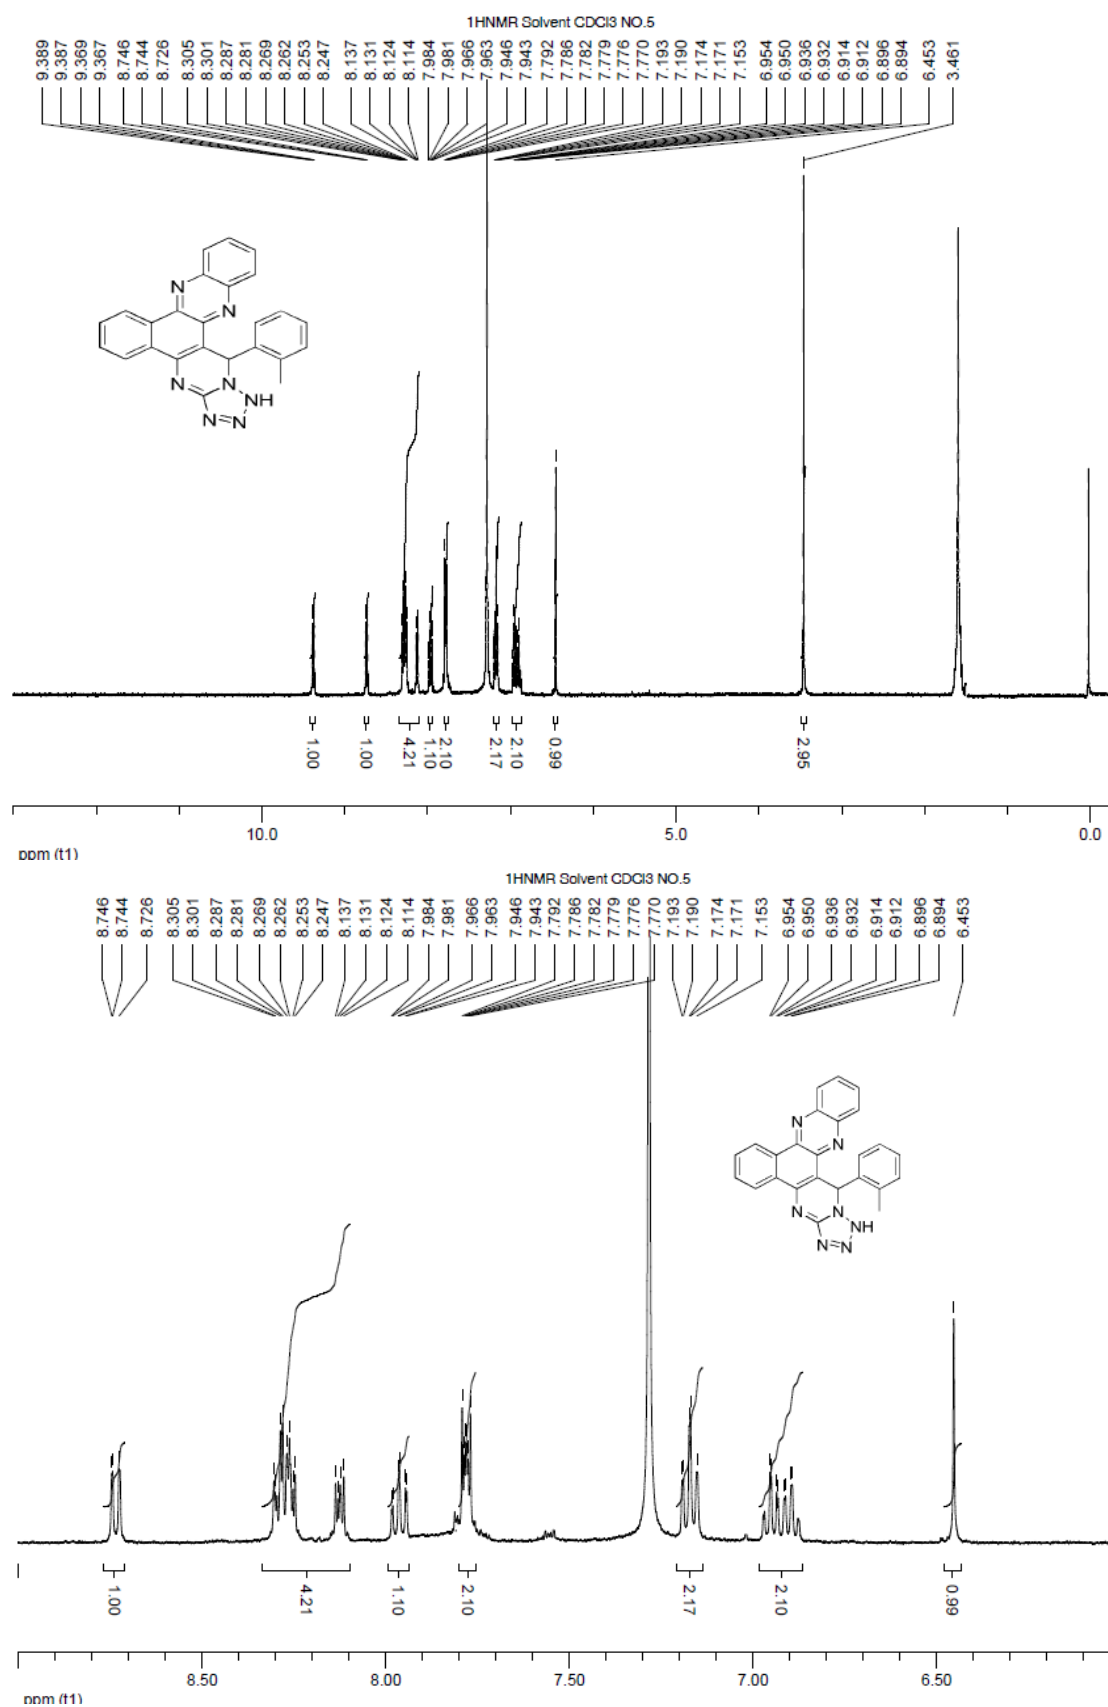 1HNMR Solvent CDCl3 NO.5
9.389 9.387 9.369 9.367 8.746 8.744 8.726 8.305 8.301 8.287 8.281 8.269 8.262 8.253 8.247 8.137 8.131 8.124 8.114 7.984 7.981 7.966 7.963 7.946 7.943 7.792 7.786 7.782 7.779 7.776 7.770 7.193 7.190 7.174 7.171 7.153 6.954 6.950 6.936 6.932 6.914 6.912 6.896 6.894 6.453 3.461
N
N
N N
NH
N=N
1.00 1.00 4.21 1.10 2.10 2.17 2.10 0.99 2.95
10.0 5.0 0.0
ppm (t1)
1HNMR Solvent CDCl3 NO.5
8.746 8.744 8.726 8.305 8.301 8.287 8.281 8.269 8.262 8.253 8.247 8.137 8.131 8.124 8.114 7.984 7.981 7.966 7.963 7.946 7.943 7.792 7.786 7.782 7.779 7.776 7.770 7.193 7.190 7.174 7.171 7.153 6.954 6.950 6.936 6.932 6.914 6.912 6.896 6.894 6.453
N
N
N N
NH
N=N
1.00 4.21 1.10 2.10 2.17 2.10 0.99
8.50 8.00 7.50 7.00 6.50
ppm (t1)